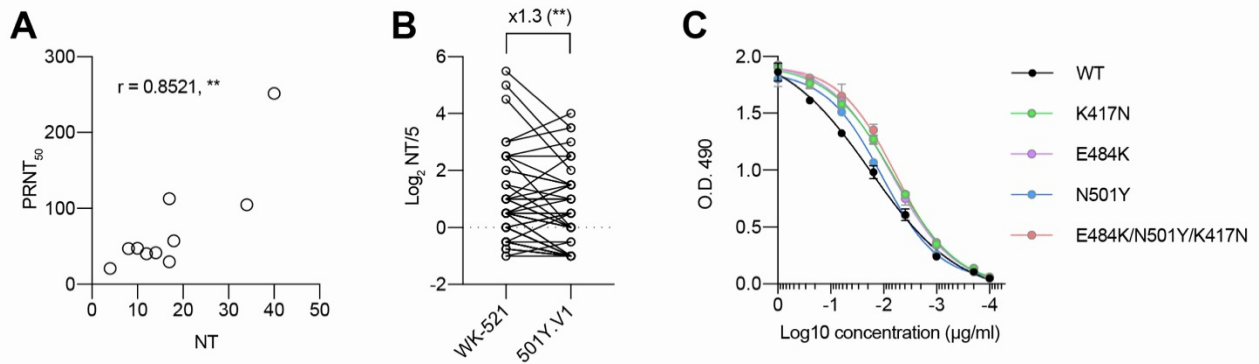 A
r = 0.8521, **
300
200
100
0
PRNT50
0 10 20 30 40 50
NT
B
x1.3 (**)
6
4
2
0
-2
Log2 NT/5
WK-521
501Y.V1
C
2.0
1.5
1.0
0.5
0.0
O.D. 490
0 -1 -2 -3 -4
Log10 concentration (µg/ml)
WT
K417N
E484K
N501Y
E484K/N501Y/K417N